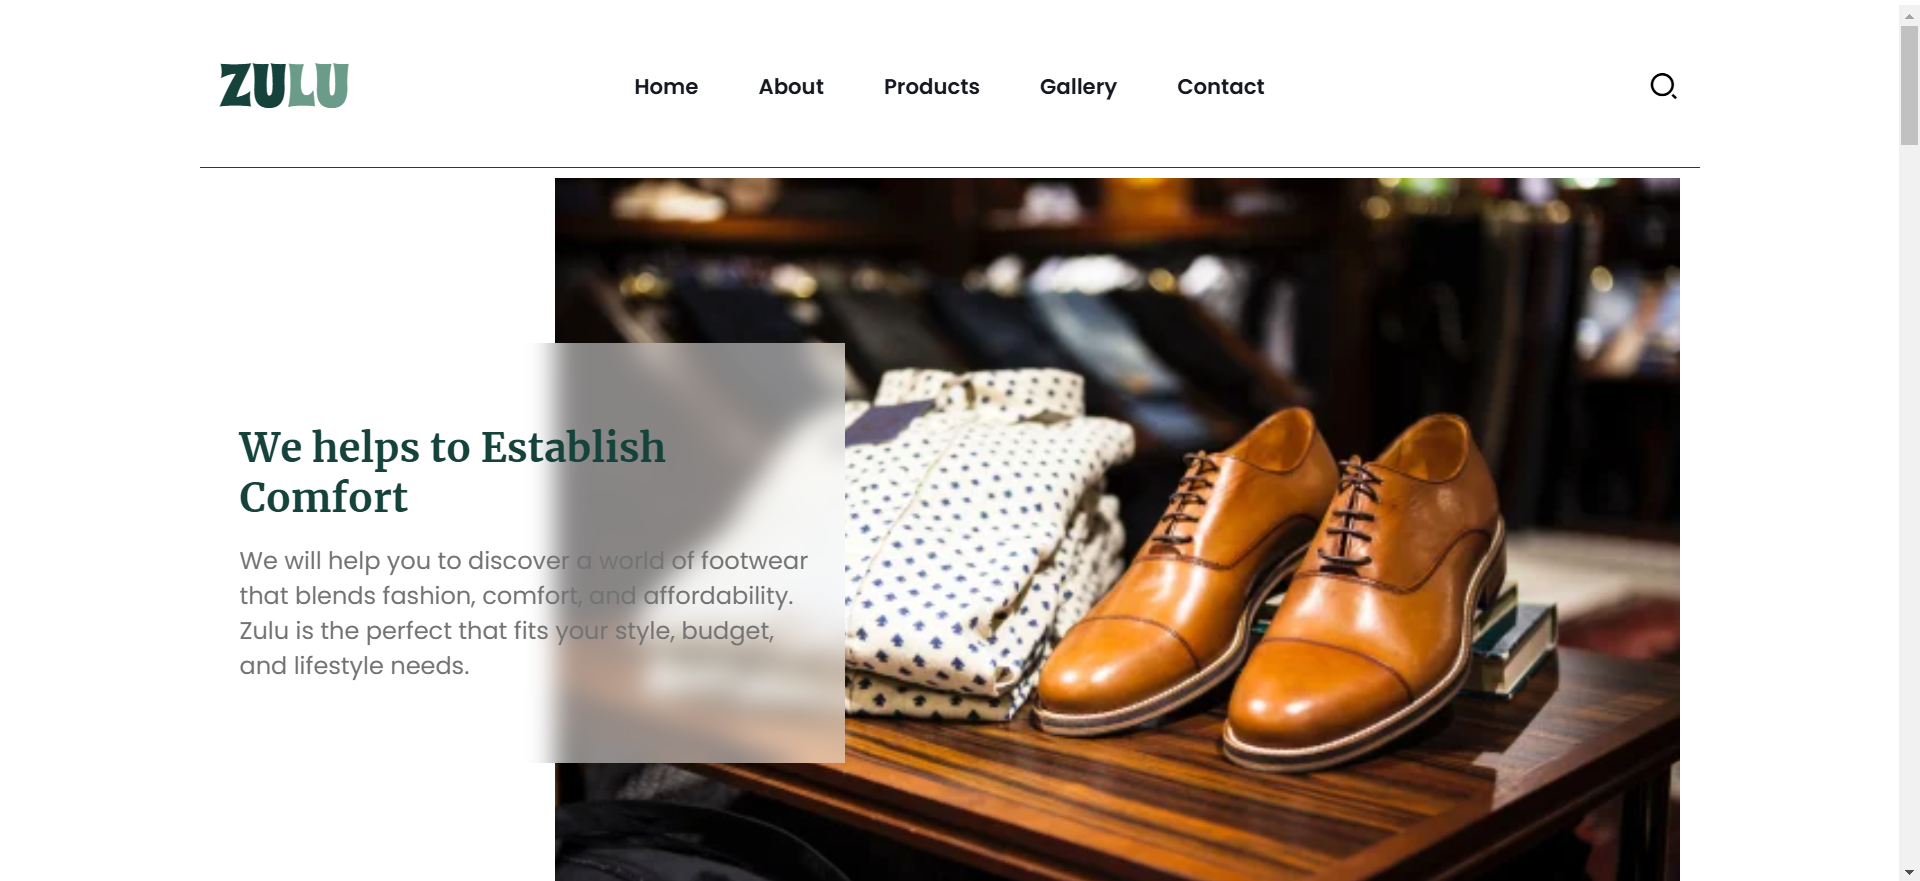 ZULU
Home About Products Gallery Contact
We helps to Establish
Comfort
We will help you to discover a world of footwear
that blends fashion, comfort, and affordability.
Zulu is the perfect that fits your style, budget,
and lifestyle needs.